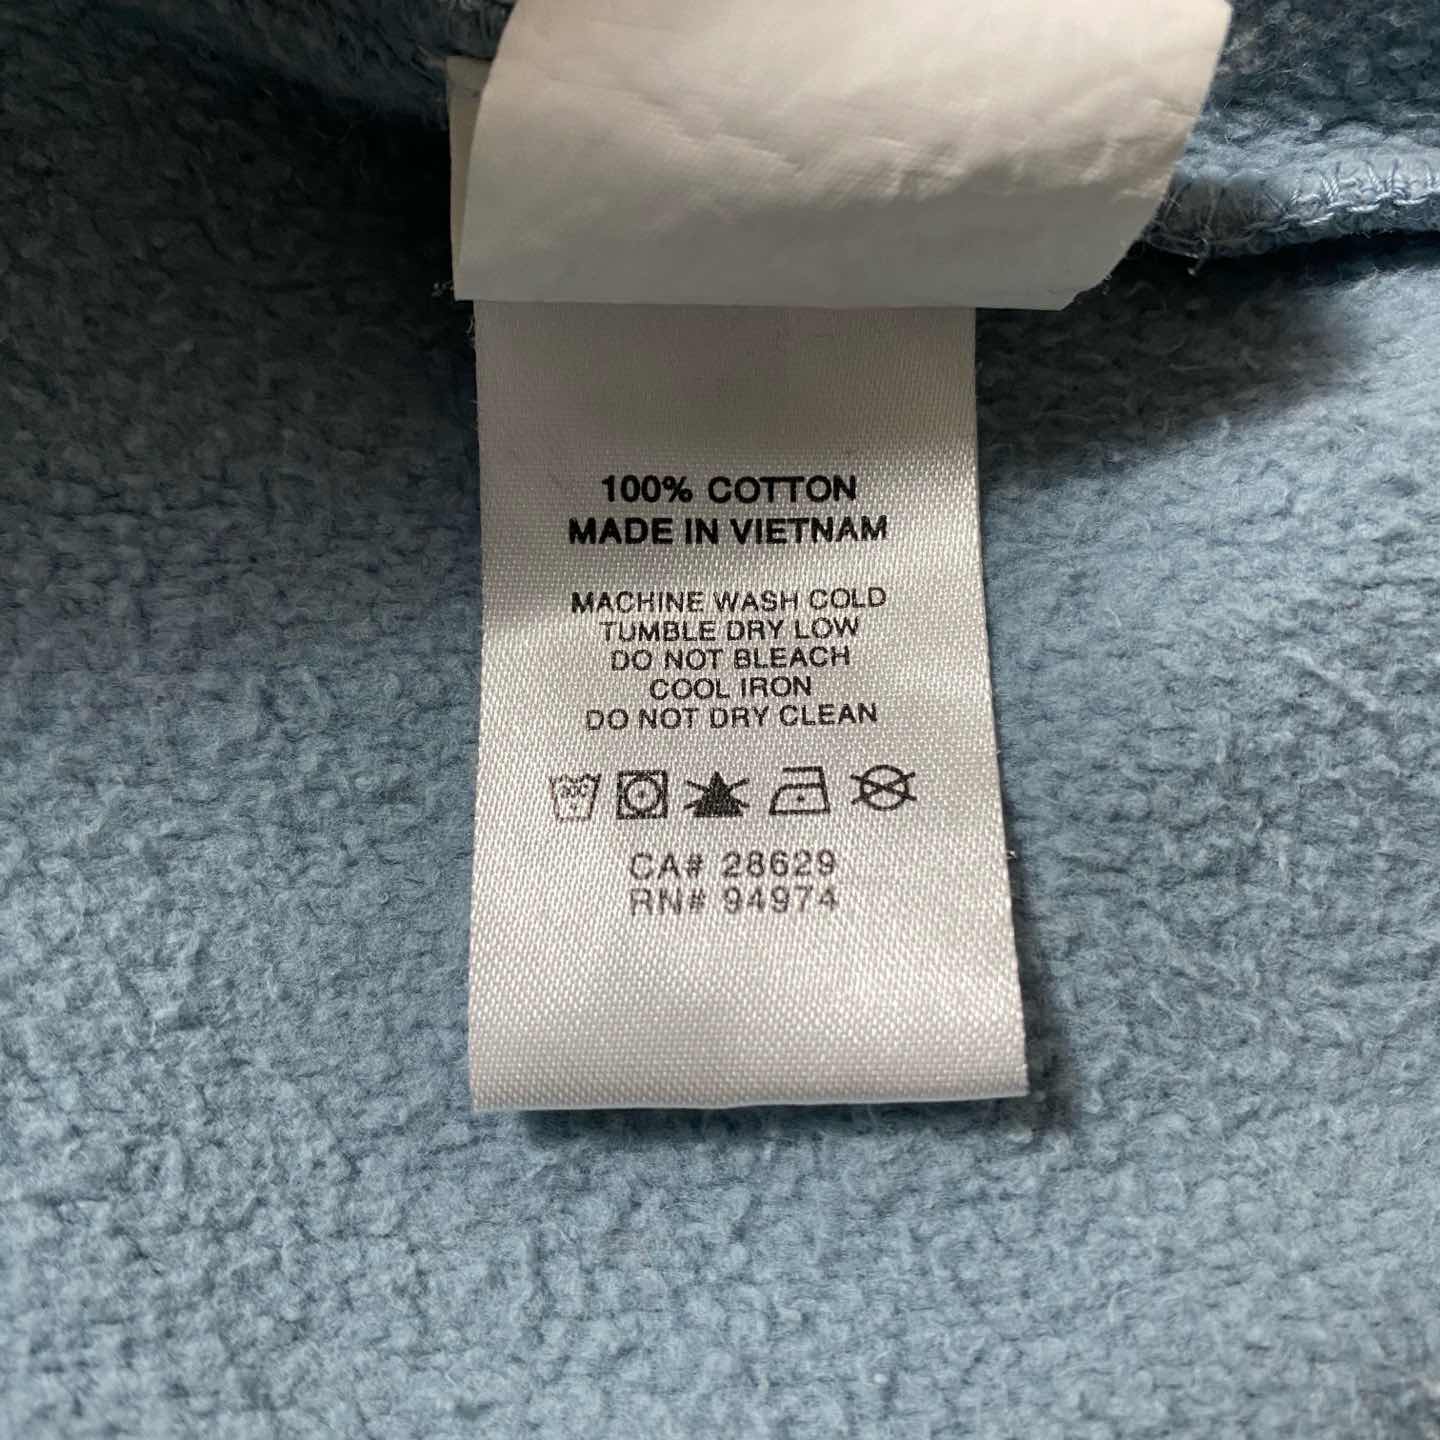 100% COTTON
MADE IN VIETNAM
MACHINE WASH COLD
TUMBLE DRY LOW
DO NOT BLEACH
COOL IRON
DO NOT DRY CLEAN
30C
CA# 28629
RN# 94974